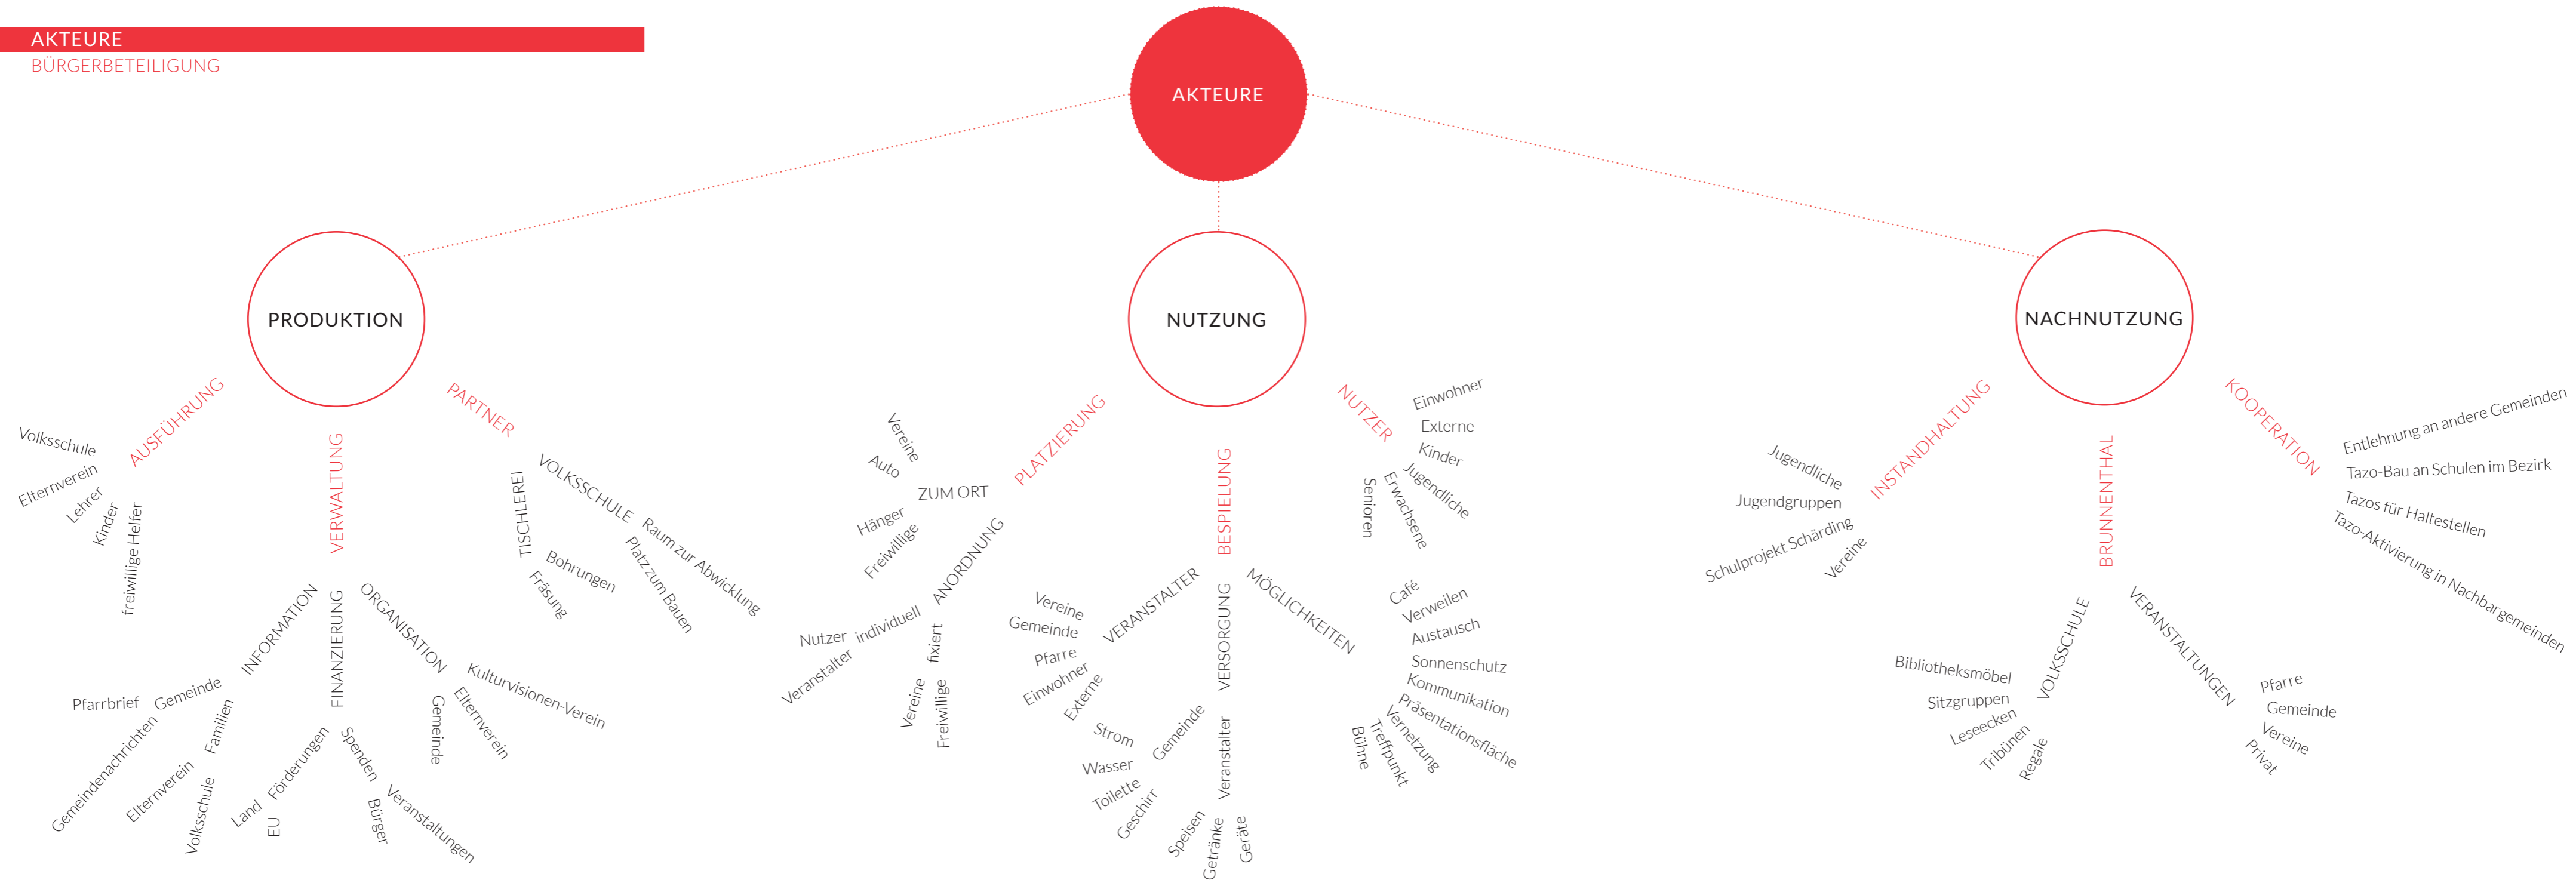 AKTEURE
BÜRGERBETEILIGUNG
AKTEURE
PRODUKTION
AUSFÜHRUNG
Volksschule
Elternverein
Lehrer
Kinder
freiwillige Helfer
VERWALTUNG
INFORMATION
Gemeinde
Pfarrbrief
Gemeindenachrichten
Familien
Elternverein
Volksschule
FINANZIERUNG
Förderungen
Land
EU
Spenden
Bürger
Veranstaltungen
ORGANISATION
Gemeinde
Elternverein
Kulturvisionen-Verein
PARTNER
TISCHLEREI
Fräsung
Bohrungen
VOLKSSCHULE
Platz zum Bauen
Raum zur Abwicklung
NUTZUNG
PLATZIERUNG
ZUM ORT
Vereine
Auto
Hänger
Freiwillige
ANORDNUNG
individuell
Nutzer
Veranstalter
fixiert
Vereine
Freiwillige
BESPIELUNG
VERANSTALTER
Vereine
Gemeinde
Pfarre
Einwohner
Externe
VERSORGUNG
Gemeinde
Strom
Wasser
Toilette
Geschirr
Veranstalter
Speisen
Getränke
Geräte
MÖGLICHKEITEN
Café
Verweilen
Austausch
Sonnenschutz
Kommunikation
Präsentationsfläche
Vernetzung
Treffpunkt
Bühne
NUTZER
Einwohner
Externe
Kinder
Jugendliche
Erwachsene
Senioren
NACHNUTZUNG
INSTANDHALTUNG
Jugendliche
Jugendgruppen
Schulprojekt Schärding
Vereine
BRUNNENTHAL
VOLKSSCHULE
Bibliotheksmöbel
Sitzgruppen
Leseecken
Tribünen
Regale
VERANSTALTUNGEN
Pfarre
Gemeinde
Vereine
Privat
KOOPERATION
Entlehnung an andere Gemeinden
Tazo-Bau an Schulen im Bezirk
Tazos für Haltestellen
Tazo-Aktivierung in Nachbargemeinden